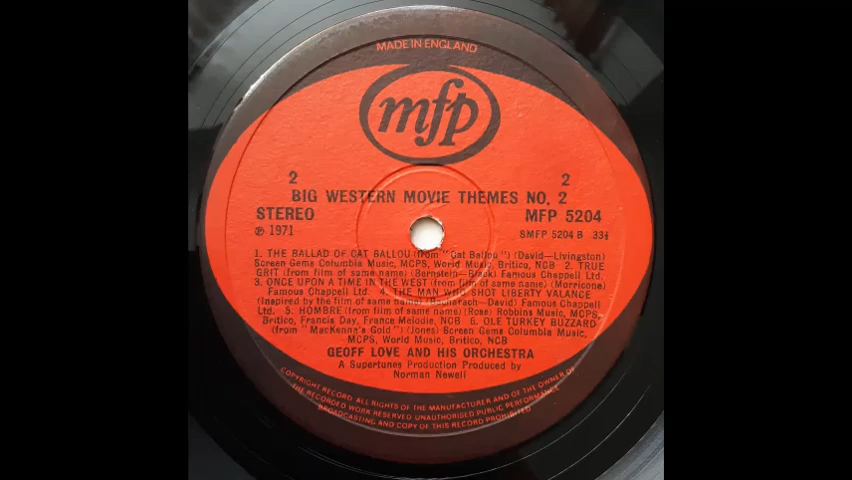 MADE IN ENGLAND
mfp
2 2
BIG WESTERN MOVIE THEMES NO. 2
STEREO MFP 5204
℗ 1971 SMFP 5204 B 33⅓
1. THE BALLAD OF CAT BALLOU (from "Cat Ballou") (David—Livingston)
Screen Gems Columbia Music, MCPS, World Music, Britico, NCB 2. TRUE
GRIT (from film of same name) (Bernstein—Black) Famous Chappell Ltd.
3. ONCE UPON A TIME IN THE WEST (from film of same name) (Morricone)
Famous Chappell Ltd. 4. THE MAN WHO SHOT LIBERTY VALANCE
(Inspired by the film of same name) (Bacharach—David) Famous Chappell
Ltd. 5. HOMBRE (from film of same name) (Rose) Robbins Music, MCPS,
Britico, Francis Day, France Melodie, NCB 6. OLE TURKEY BUZZARD
(from "MacKenna's Gold") (Jones) Screen Gems Columbia Music,
MCPS, World Music, Britico, NCB
GEOFF LOVE AND HIS ORCHESTRA
A Supertunes Production Produced by
Norman Newell
COPYRIGHT RECORD ALL RIGHTS OF THE MANUFACTURER AND OF THE OWNER OF
THE RECORDED WORK RESERVED UNAUTHORISED PUBLIC PERFORMANCE
BROADCASTING AND COPY OF THIS RECORD PROHIBITED